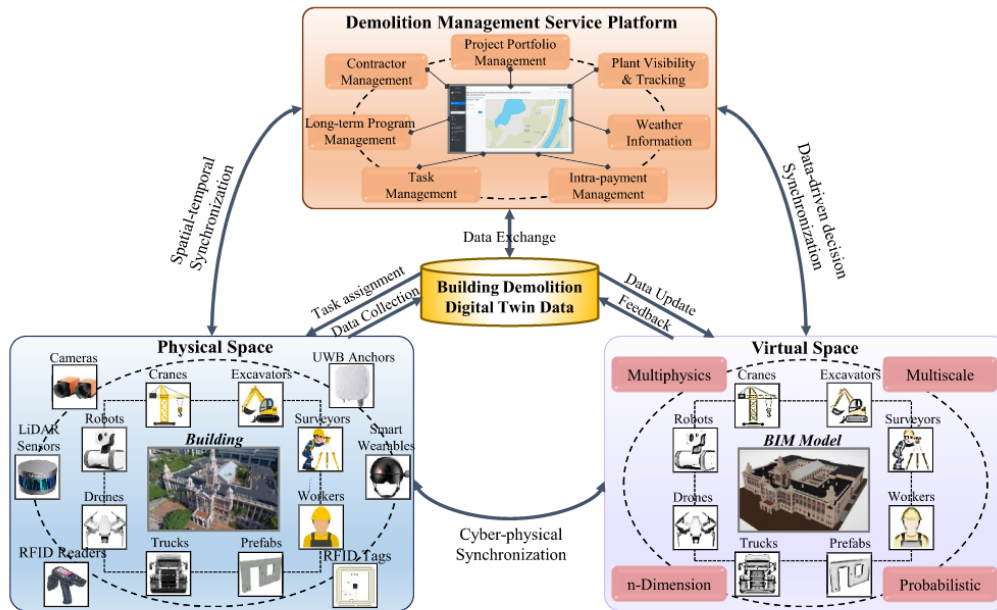 Demolition Management Service Platform
Project Portfolio
Management
Contractor
Management
Plant Visibility
& Tracking
Long-term Program
Management
Weather
Information
Task
Management
Intra-payment
Management
Spatial-temporal
Synchronization
Data-driven decision
Synchronization
Data Exchange
Building Demolition
Digital Twin Data
Task assignment
Data Collection
Data Update
Feedback
Physical Space
Cameras
UWB Anchors
Cranes
Excavators
LiDAR
Sensors
Robots
Building
Surveyors
Smart
Wearables
Drones
Workers
RFID Readers
Trucks
Prefabs
RFID Tags
Cyber-physical
Synchronization
Virtual Space
Multiphysics
Multiscale
Cranes
Excavators
Robots
BIM Model
Surveyors
Drones
Workers
Trucks
Prefabs
n-Dimension
Probabilistic